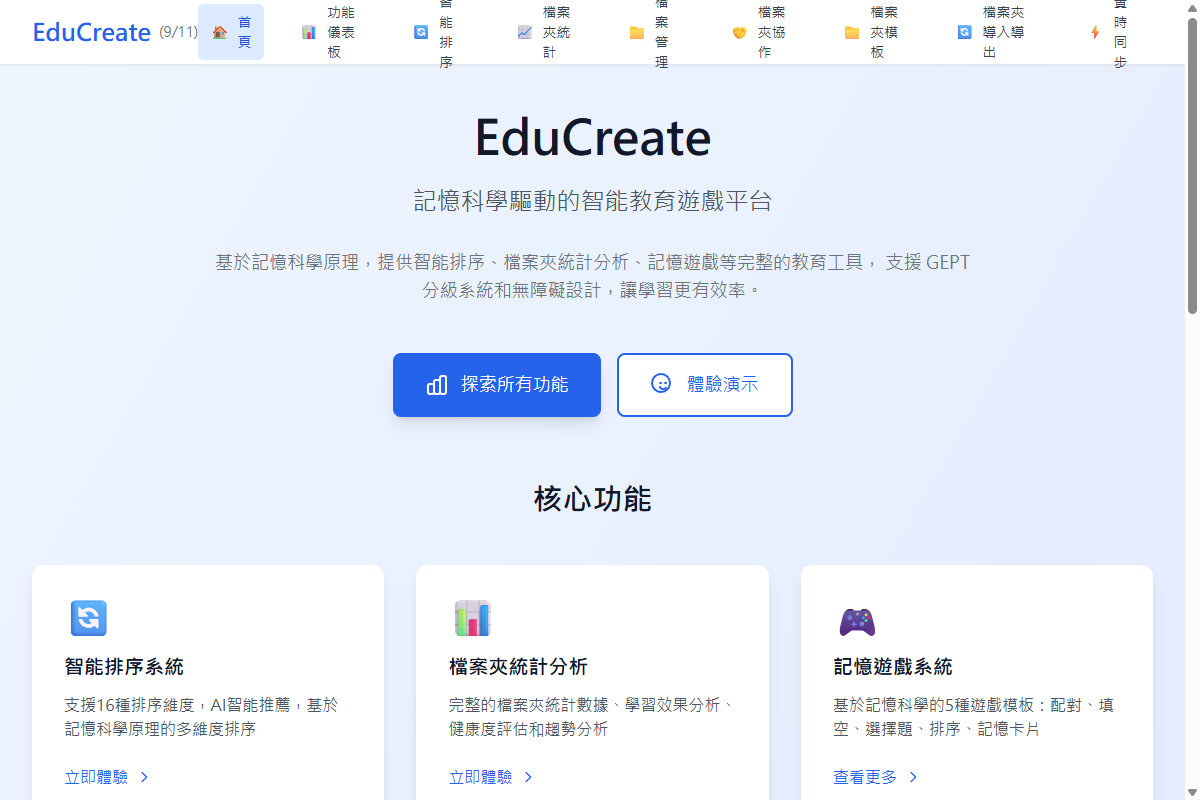 EduCreate (9/11)
首
頁
功能
儀表
板
智
能
排
序
檔案
夾統
計
檔
案
管
理
檔案
夾協
作
檔案
夾模
板
檔案夾
導入導
出
實
時
同
步
EduCreate
記憶科學驅動的智能教育遊戲平台
基於記憶科學原理，提供智能排序、檔案夾統計分析、記憶遊戲等完整的教育工具， 支援 GEPT
分級系統和無障礙設計，讓學習更有效率。
探索所有功能
體驗演示
核心功能
智能排序系統
支援16種排序維度，AI智能推薦，基於
記憶科學原理的多維度排序
立即體驗
檔案夾統計分析
完整的檔案夾統計數據、學習效果分析、
健康度評估和趨勢分析
立即體驗
記憶遊戲系統
基於記憶科學的5種遊戲模板：配對、填
空、選擇題、排序、記憶卡片
查看更多